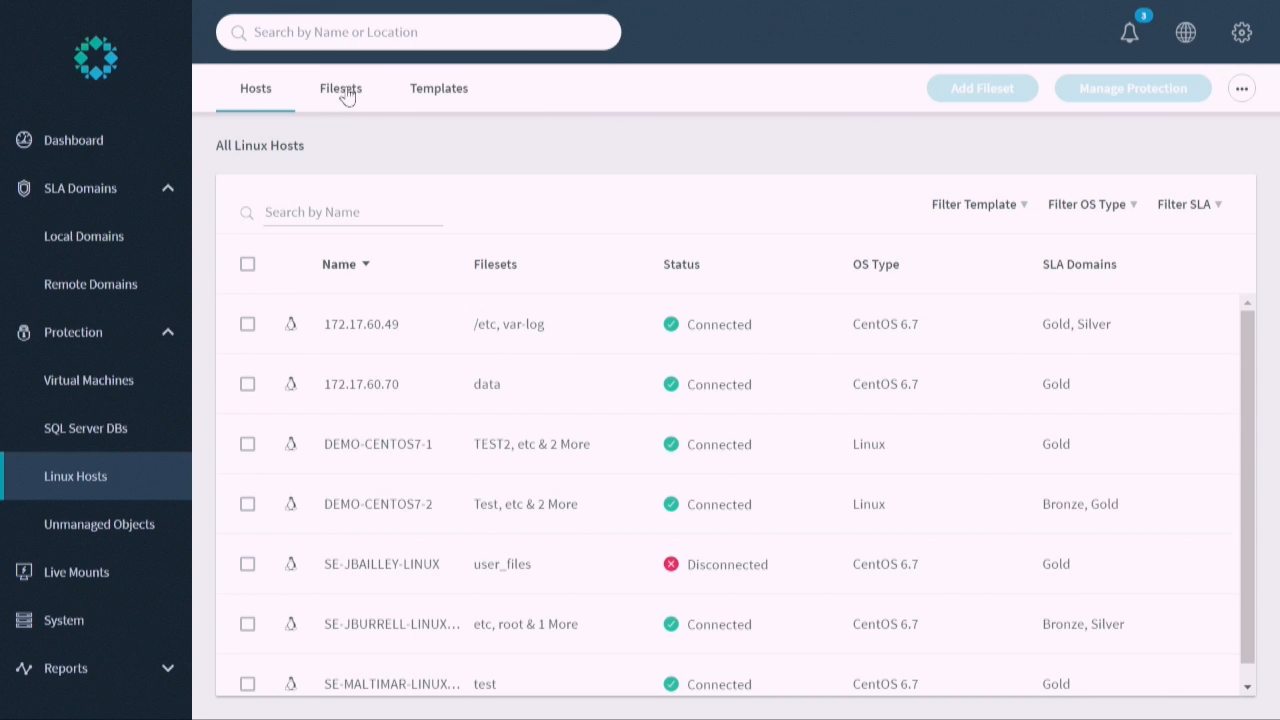 Search by Name or Location
3
Hosts
Filesets
Templates
Add Fileset
Manage Protection
Dashboard
SLA Domains
Local Domains
Remote Domains
Protection
Virtual Machines
SQL Server DBs
Linux Hosts
Unmanaged Objects
Live Mounts
System
Reports
All Linux Hosts
Search by Name
Filter Template
Filter OS Type
Filter SLA
Name Filesets Status OS Type SLA Domains
172.17.60.49 /etc, var-log Connected CentOS 6.7 Gold, Silver
172.17.60.70 data Connected CentOS 6.7 Gold
DEMO-CENTOS7-1 TEST2, etc & 2 More Connected Linux Gold
DEMO-CENTOS7-2 Test, etc & 2 More Connected Linux Bronze, Gold
SE-JBAILLEY-LINUX user_files Disconnected CentOS 6.7 Gold
SE-JBURRELL-LINUX... etc, root & 1 More Connected CentOS 6.7 Bronze, Silver
SE-MALTIMAR-LINUX... test Connected CentOS 6.7 Gold